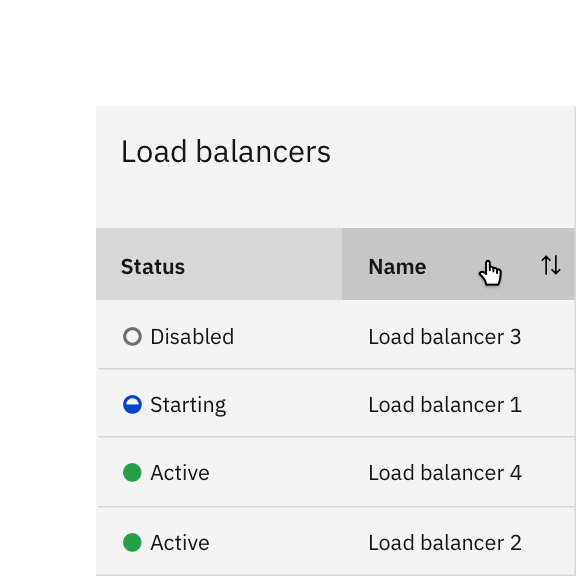 Load balancers
Status Name
Disabled Load balancer 3
Starting Load balancer 1
Active Load balancer 4
Active Load balancer 2